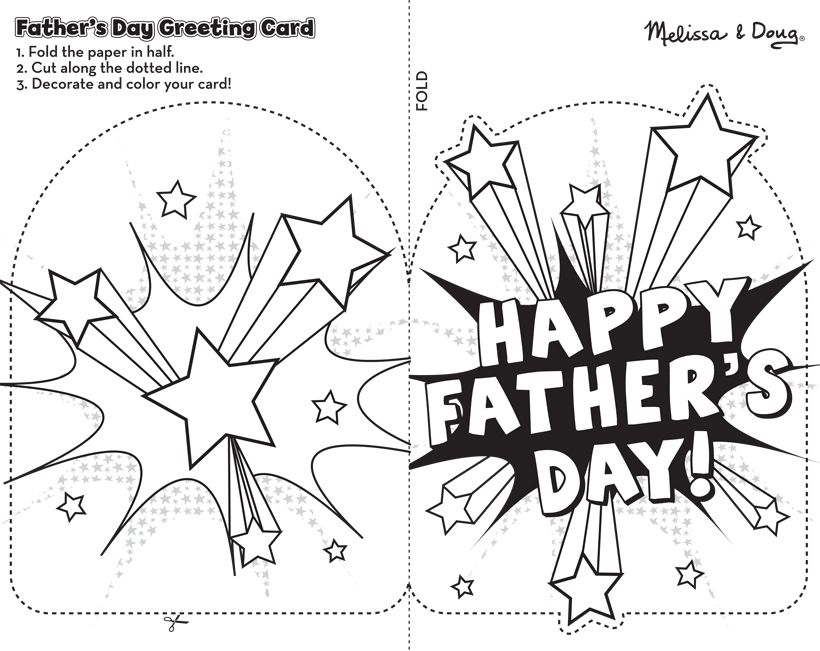 Father's Day Greeting Card
1. Fold the paper in half.
2. Cut along the dotted line.
3. Decorate and color your card!
FOLD
Melissa & Doug®
HAPPY
FATHER'S
DAY!